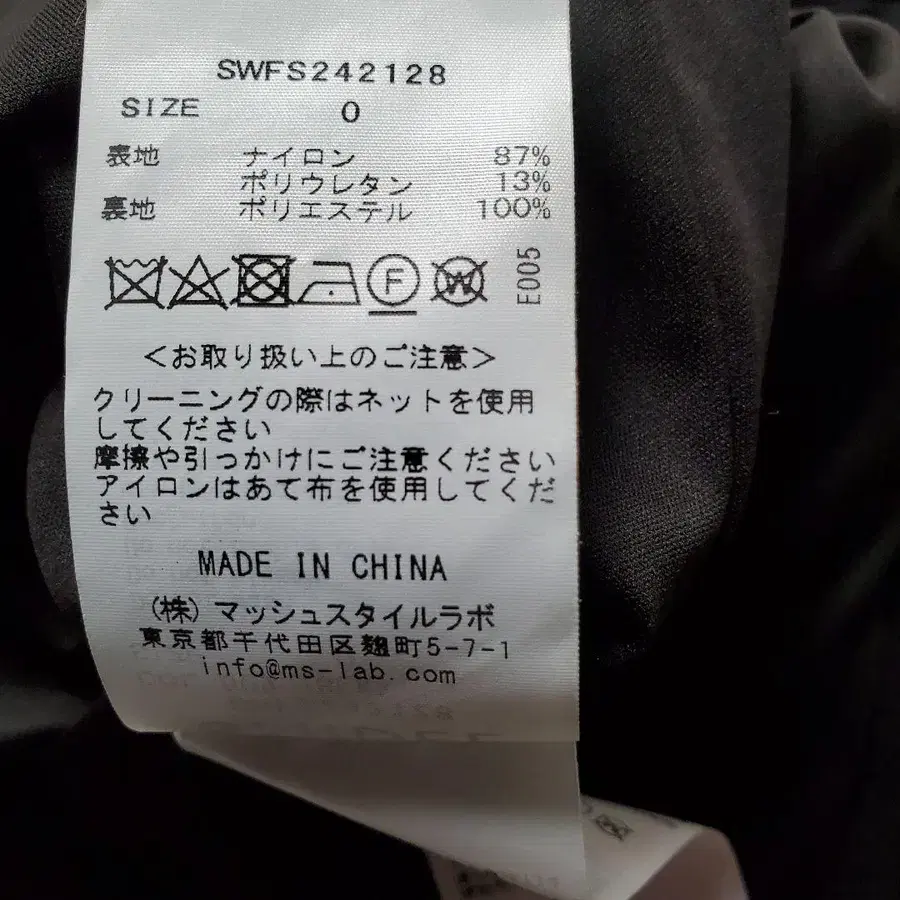 SWFS242128
SIZE 0
表地 ナイロン 87%
ポリウレタン 13%
裏地 ポリエステル 100%
F W E005
<お取り扱い上のご注意>
クリーニングの際はネットを使用
してください
摩擦や引っかけにご注意ください
アイロンはあて布を使用してくだ
さい
MADE IN CHINA
(株)マッシュスタイルラボ
東京都千代田区麹町5-7-1
info@ms-lab.com